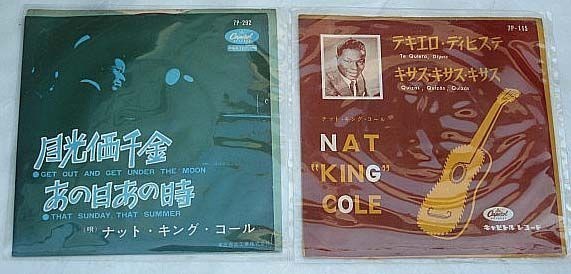 7P-292
Capitol
月光価千金
●GET OUT AND GET UNDER THE MOON
あの日あの時
●THAT SUNDAY, THAT SUMMER
(唄) ナット・キング・コール
7P-145
Capitol
テキエロ・ディヒステ
Te Quiero, Dijiste
キサス・キサス・キサス
Quizas, Quizas, Quizas
ナット・キング・コール
NAT
"KING"
COLE
Capitol
キャピトル レコード